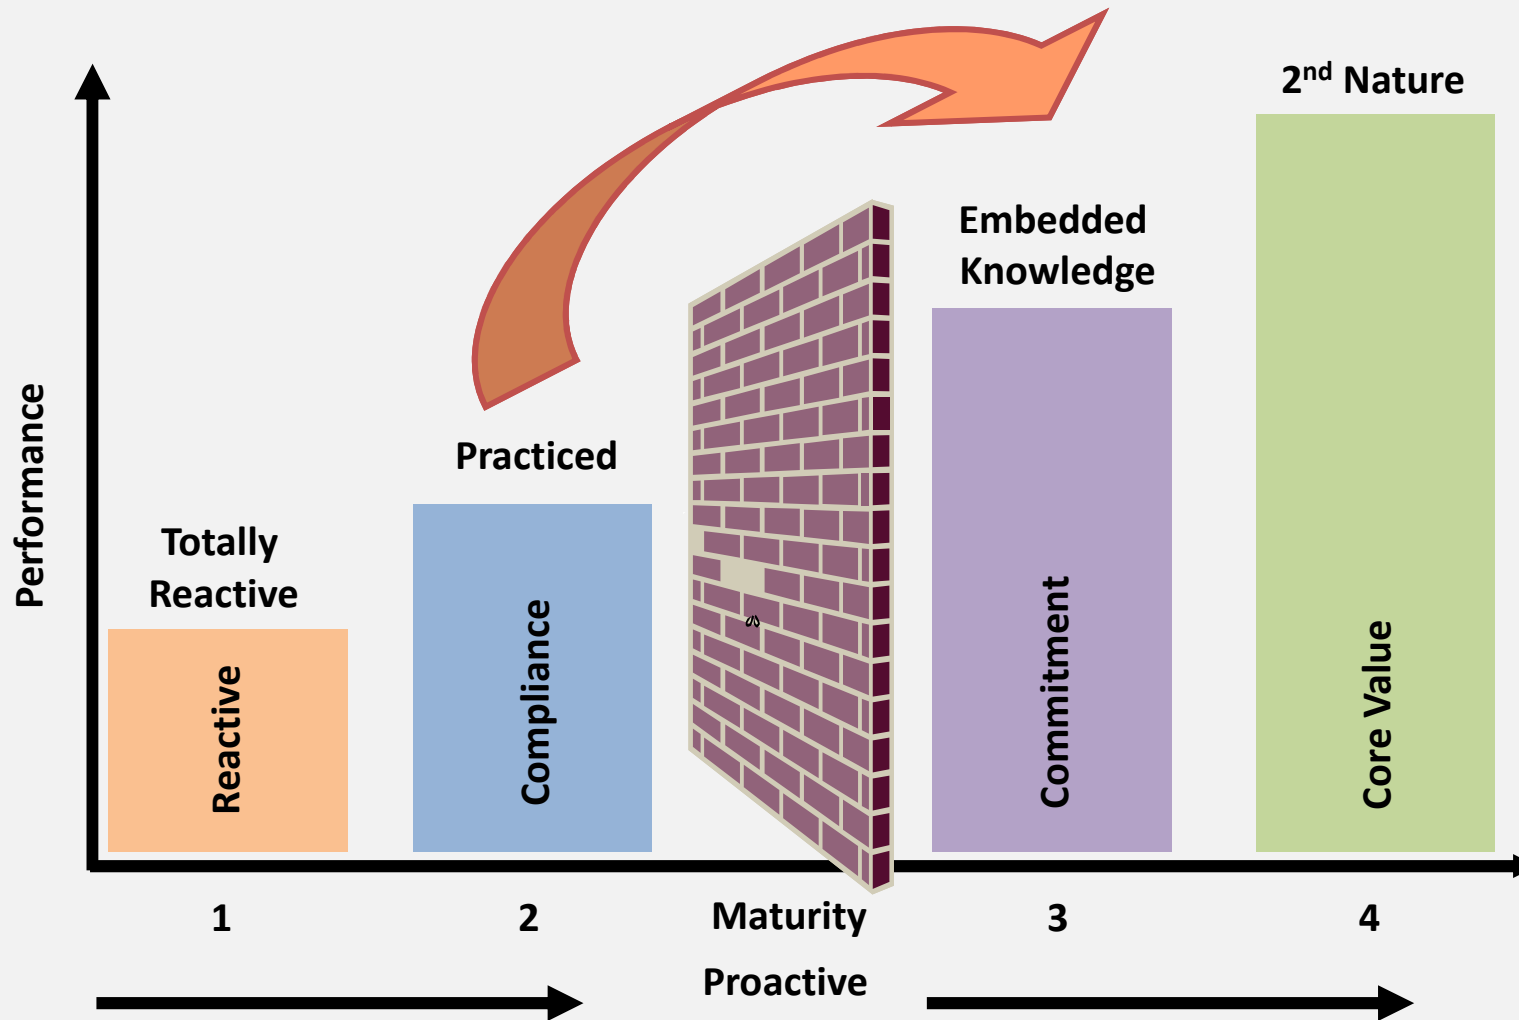 2nd Nature
Embedded
Knowledge
Practiced
Totally
Reactive
Performance
Reactive
Compliance
Commitment
Core Value
1
2
Maturity
3
4
Proactive